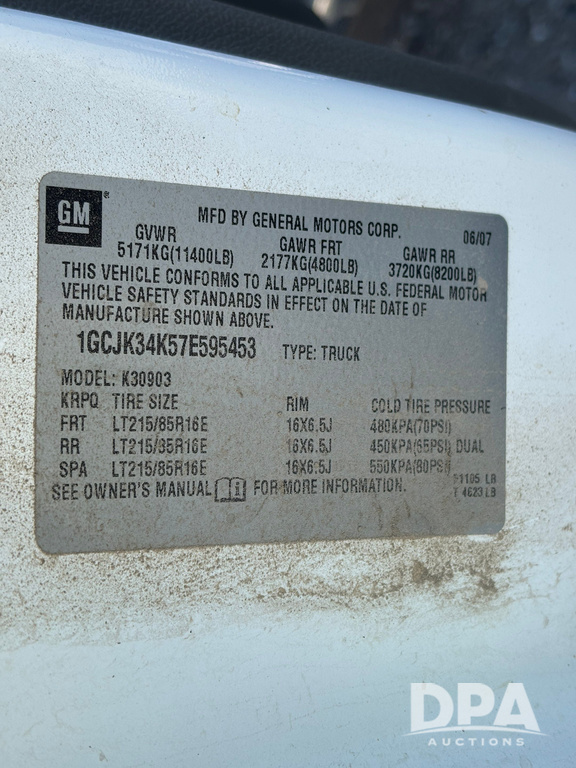 GM ®
MFD BY GENERAL MOTORS CORP. 06/07
GVWR GAWR FRT GAWR RR
5171KG(11400LB) 2177KG(4800LB) 3720KG(8200LB)
THIS VEHICLE CONFORMS TO ALL APPLICABLE U.S. FEDERAL MOTOR
VEHICLE SAFETY STANDARDS IN EFFECT ON THE DATE OF
MANUFACTURE SHOWN ABOVE.
1GCJK34K57E595453 TYPE: TRUCK
MODEL: K30903
KRPQ TIRE SIZE RIM COLD TIRE PRESSURE
FRT LT215/85R16E 16X6.5J 480KPA(70PSI)
RR LT215/85R16E 16X6.5J 450KPA(65PSI) DUAL
SPA LT215/85R16E 16X6.5J 550KPA(80PSI)
SEE OWNER'S MANUAL FOR MORE INFORMATION.
T 4623LB
DPA
AUCTIONS